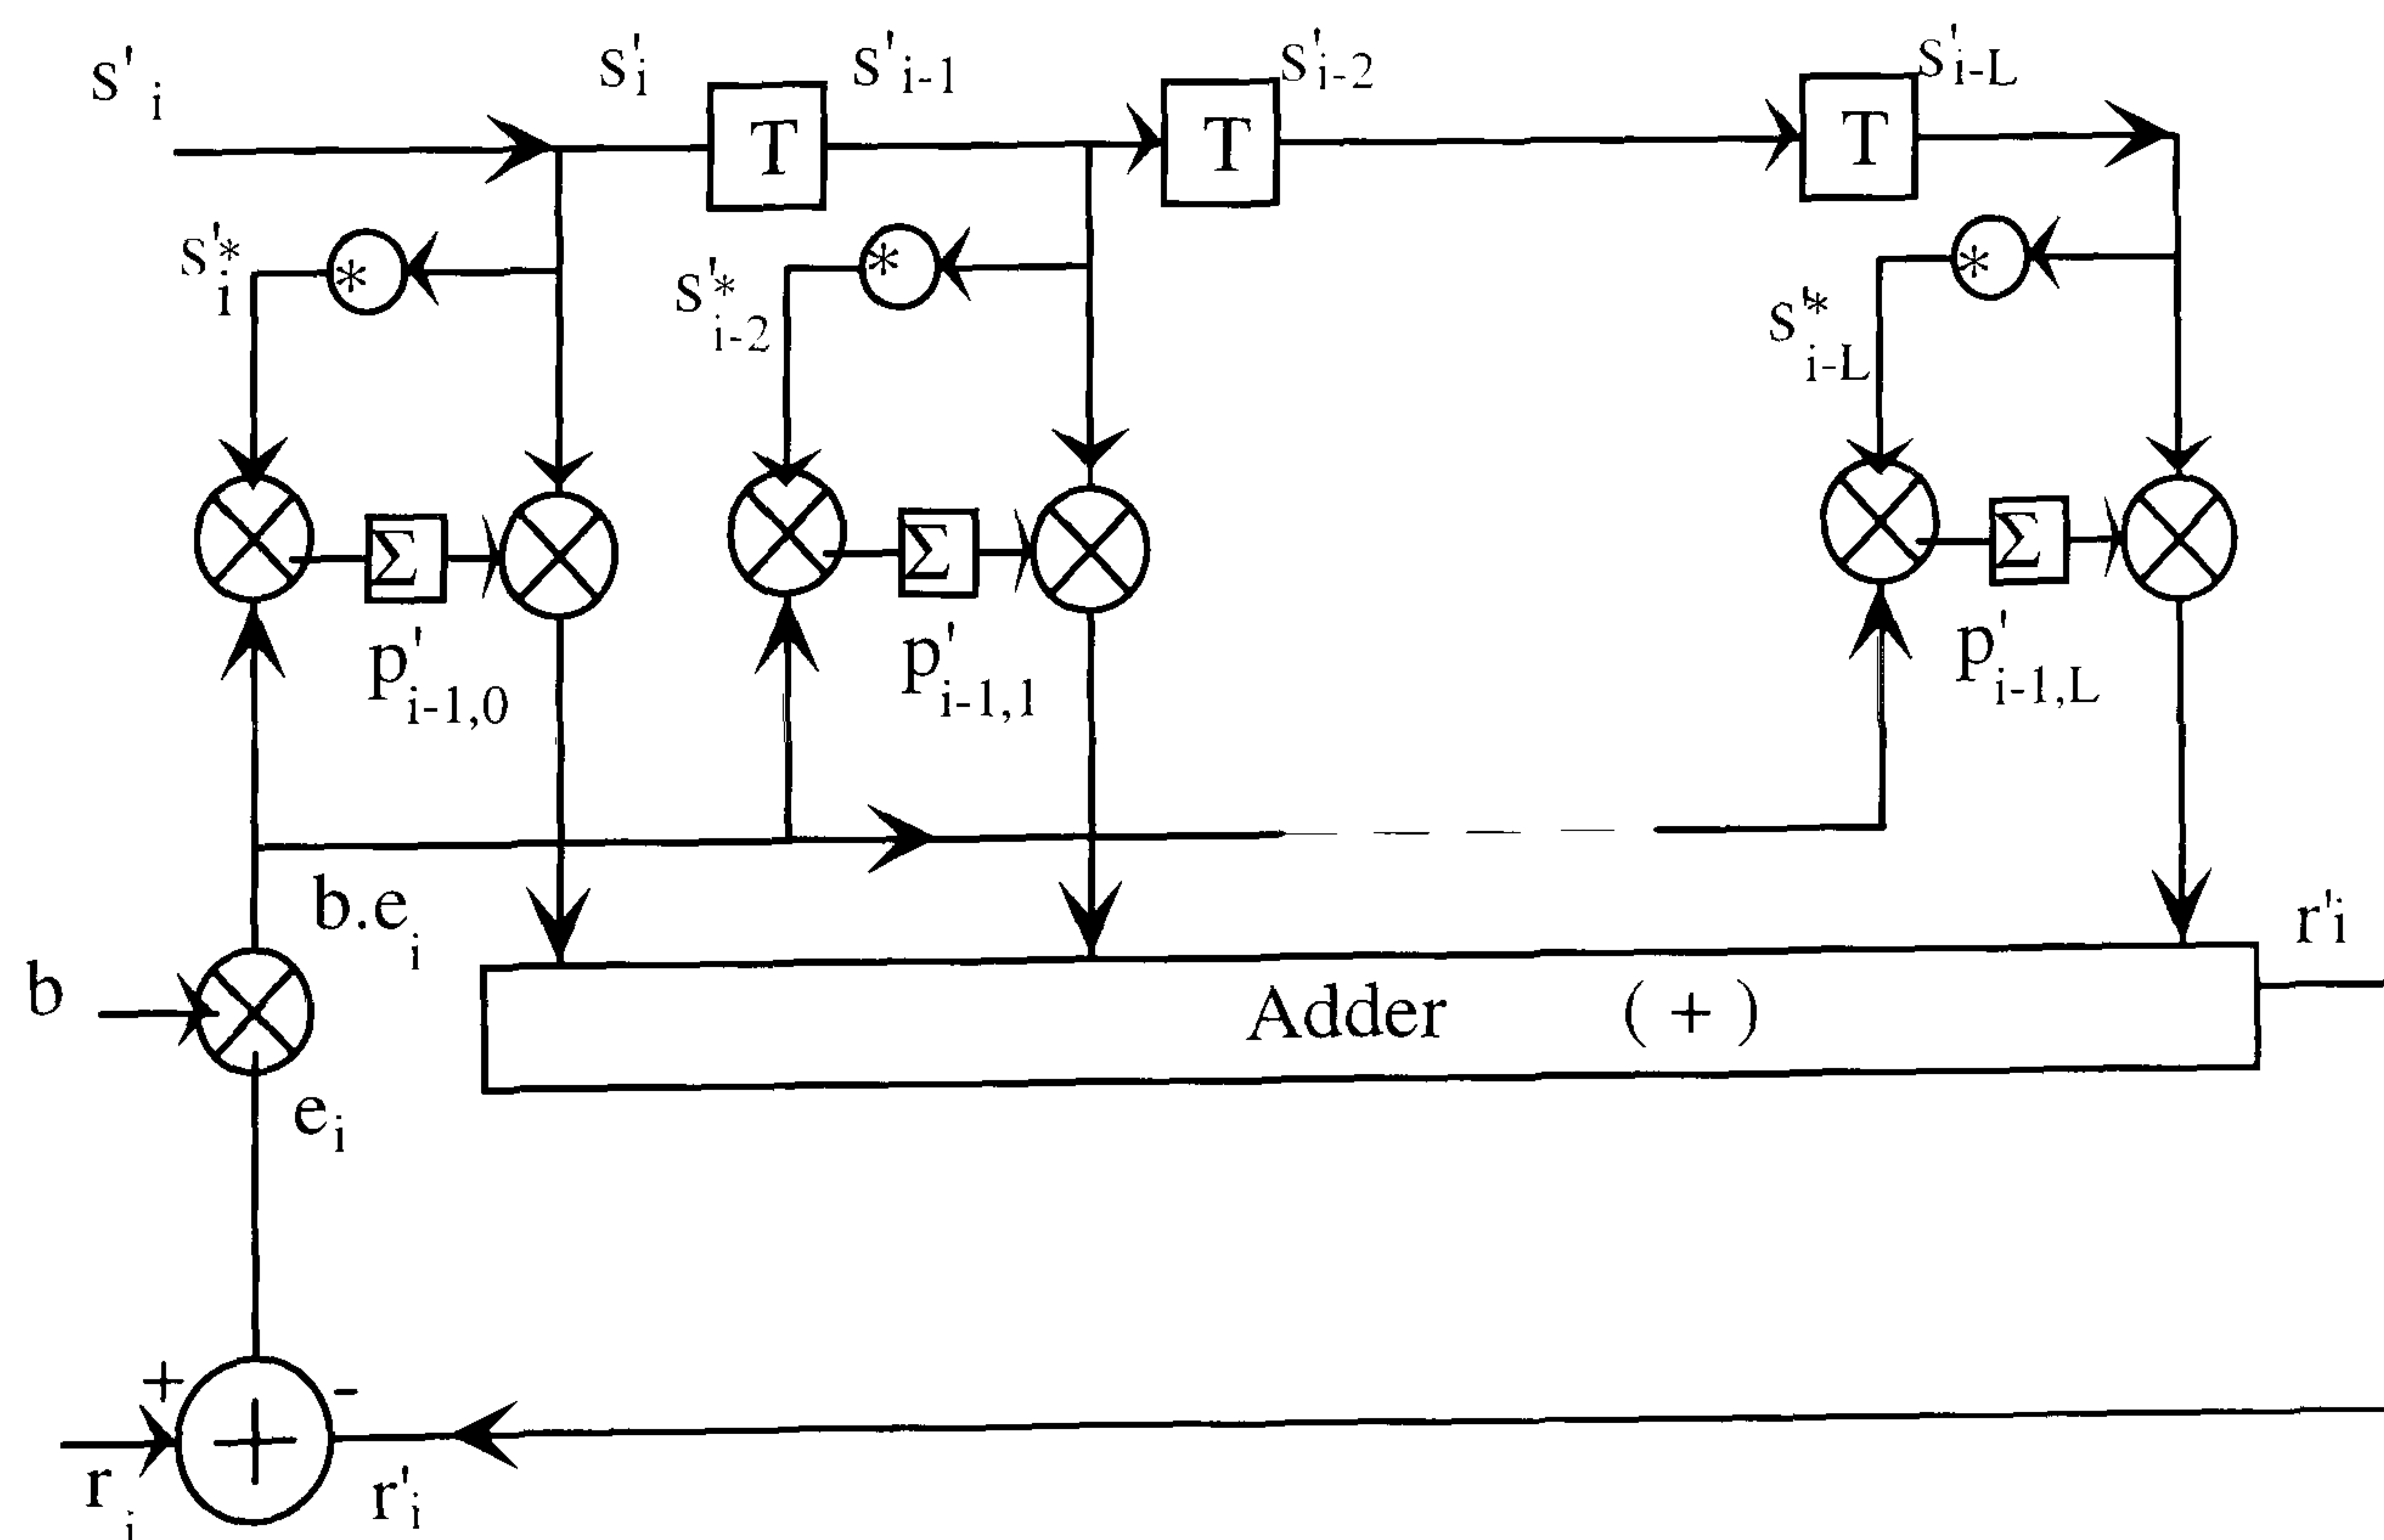 s'i s'i s'i-1 s'i-2 s'i-L
T T T
s'*i * s'*i-2 * s'*i-L *
Σ Σ Σ
p'i-1,0 p'i-1,1 p'i-1,L
b.ei
r'i
b
Adder ( + )
ei
+ -
ri r'i